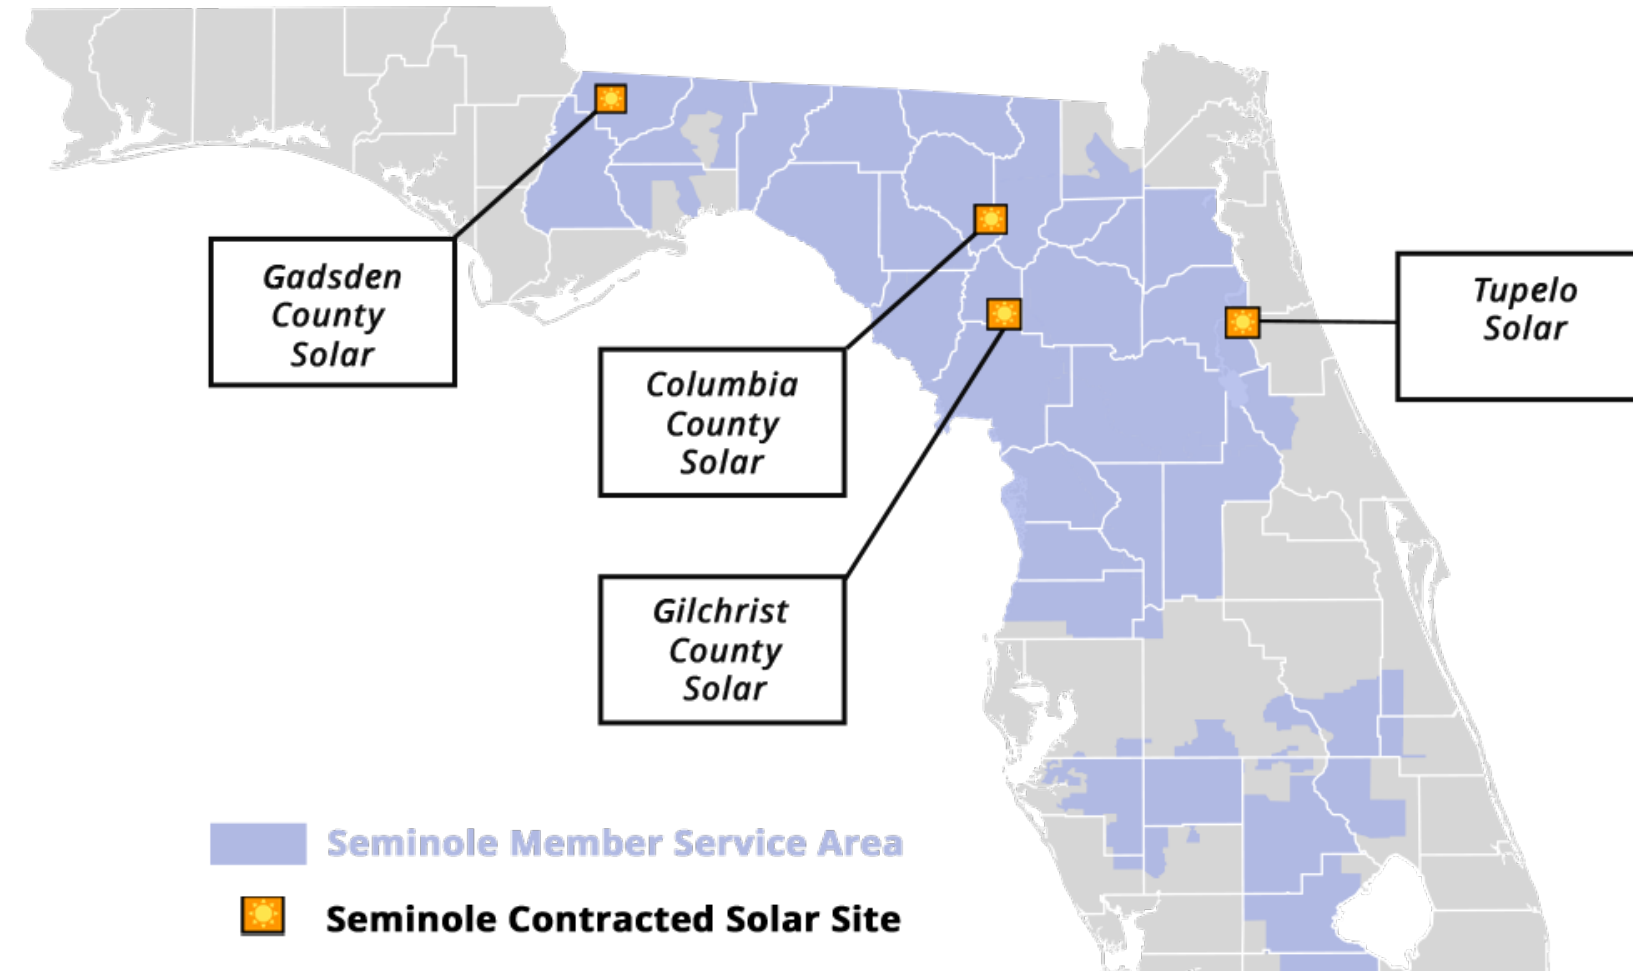 Gadsden
County
Solar
Columbia
County
Solar
Gilchrist
County
Solar
Tupelo
Solar
Seminole Member Service Area
Seminole Contracted Solar Site